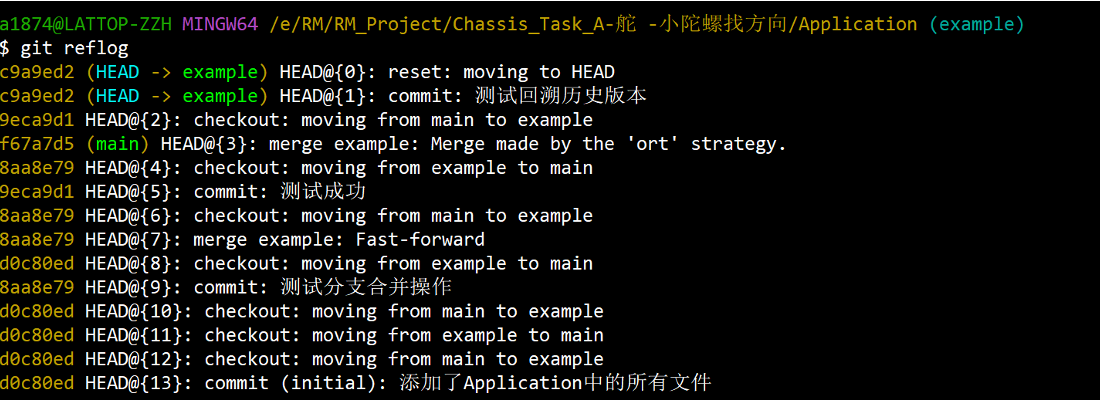 a1874@LATTOP-ZZH MINGW64 /e/RM/RM_Project/Chassis_Task_A-舵 -小陀螺找方向/Application (example)
$ git reflog
c9a9ed2 (HEAD -> example) HEAD@{0}: reset: moving to HEAD
c9a9ed2 (HEAD -> example) HEAD@{1}: commit: 测试回溯历史版本
9eca9d1 HEAD@{2}: checkout: moving from main to example
f67a7d5 (main) HEAD@{3}: merge example: Merge made by the 'ort' strategy.
8aa8e79 HEAD@{4}: checkout: moving from example to main
9eca9d1 HEAD@{5}: commit: 测试成功
8aa8e79 HEAD@{6}: checkout: moving from main to example
8aa8e79 HEAD@{7}: merge example: Fast-forward
d0c80ed HEAD@{8}: checkout: moving from example to main
8aa8e79 HEAD@{9}: commit: 测试分支合并操作
d0c80ed HEAD@{10}: checkout: moving from main to example
d0c80ed HEAD@{11}: checkout: moving from example to main
d0c80ed HEAD@{12}: checkout: moving from main to example
d0c80ed HEAD@{13}: commit (initial): 添加了Application中的所有文件